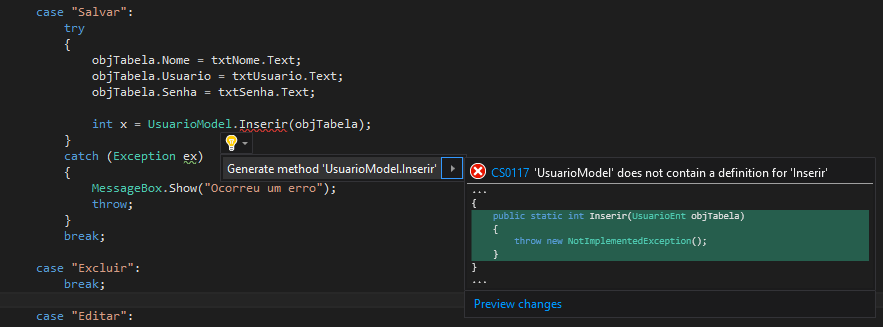 case "Salvar":
try
{
objTabela.Nome = txtNome.Text;
objTabela.Usuario = txtUsuario.Text;
objTabela.Senha = txtSenha.Text;
int x = UsuarioModel.Inserir(objTabela);
}
catch (Exception ex)
{
MessageBox.Show("Ocorreu um erro");
throw;
}
break;
case "Excluir":
break;
case "Editar":
Generate method 'UsuarioModel.Inserir'
CS0117 'UsuarioModel' does not contain a definition for 'Inserir'
...
{
public static int Inserir(UsuarioEnt objTabela)
{
throw new NotImplementedException();
}
}
...
Preview changes